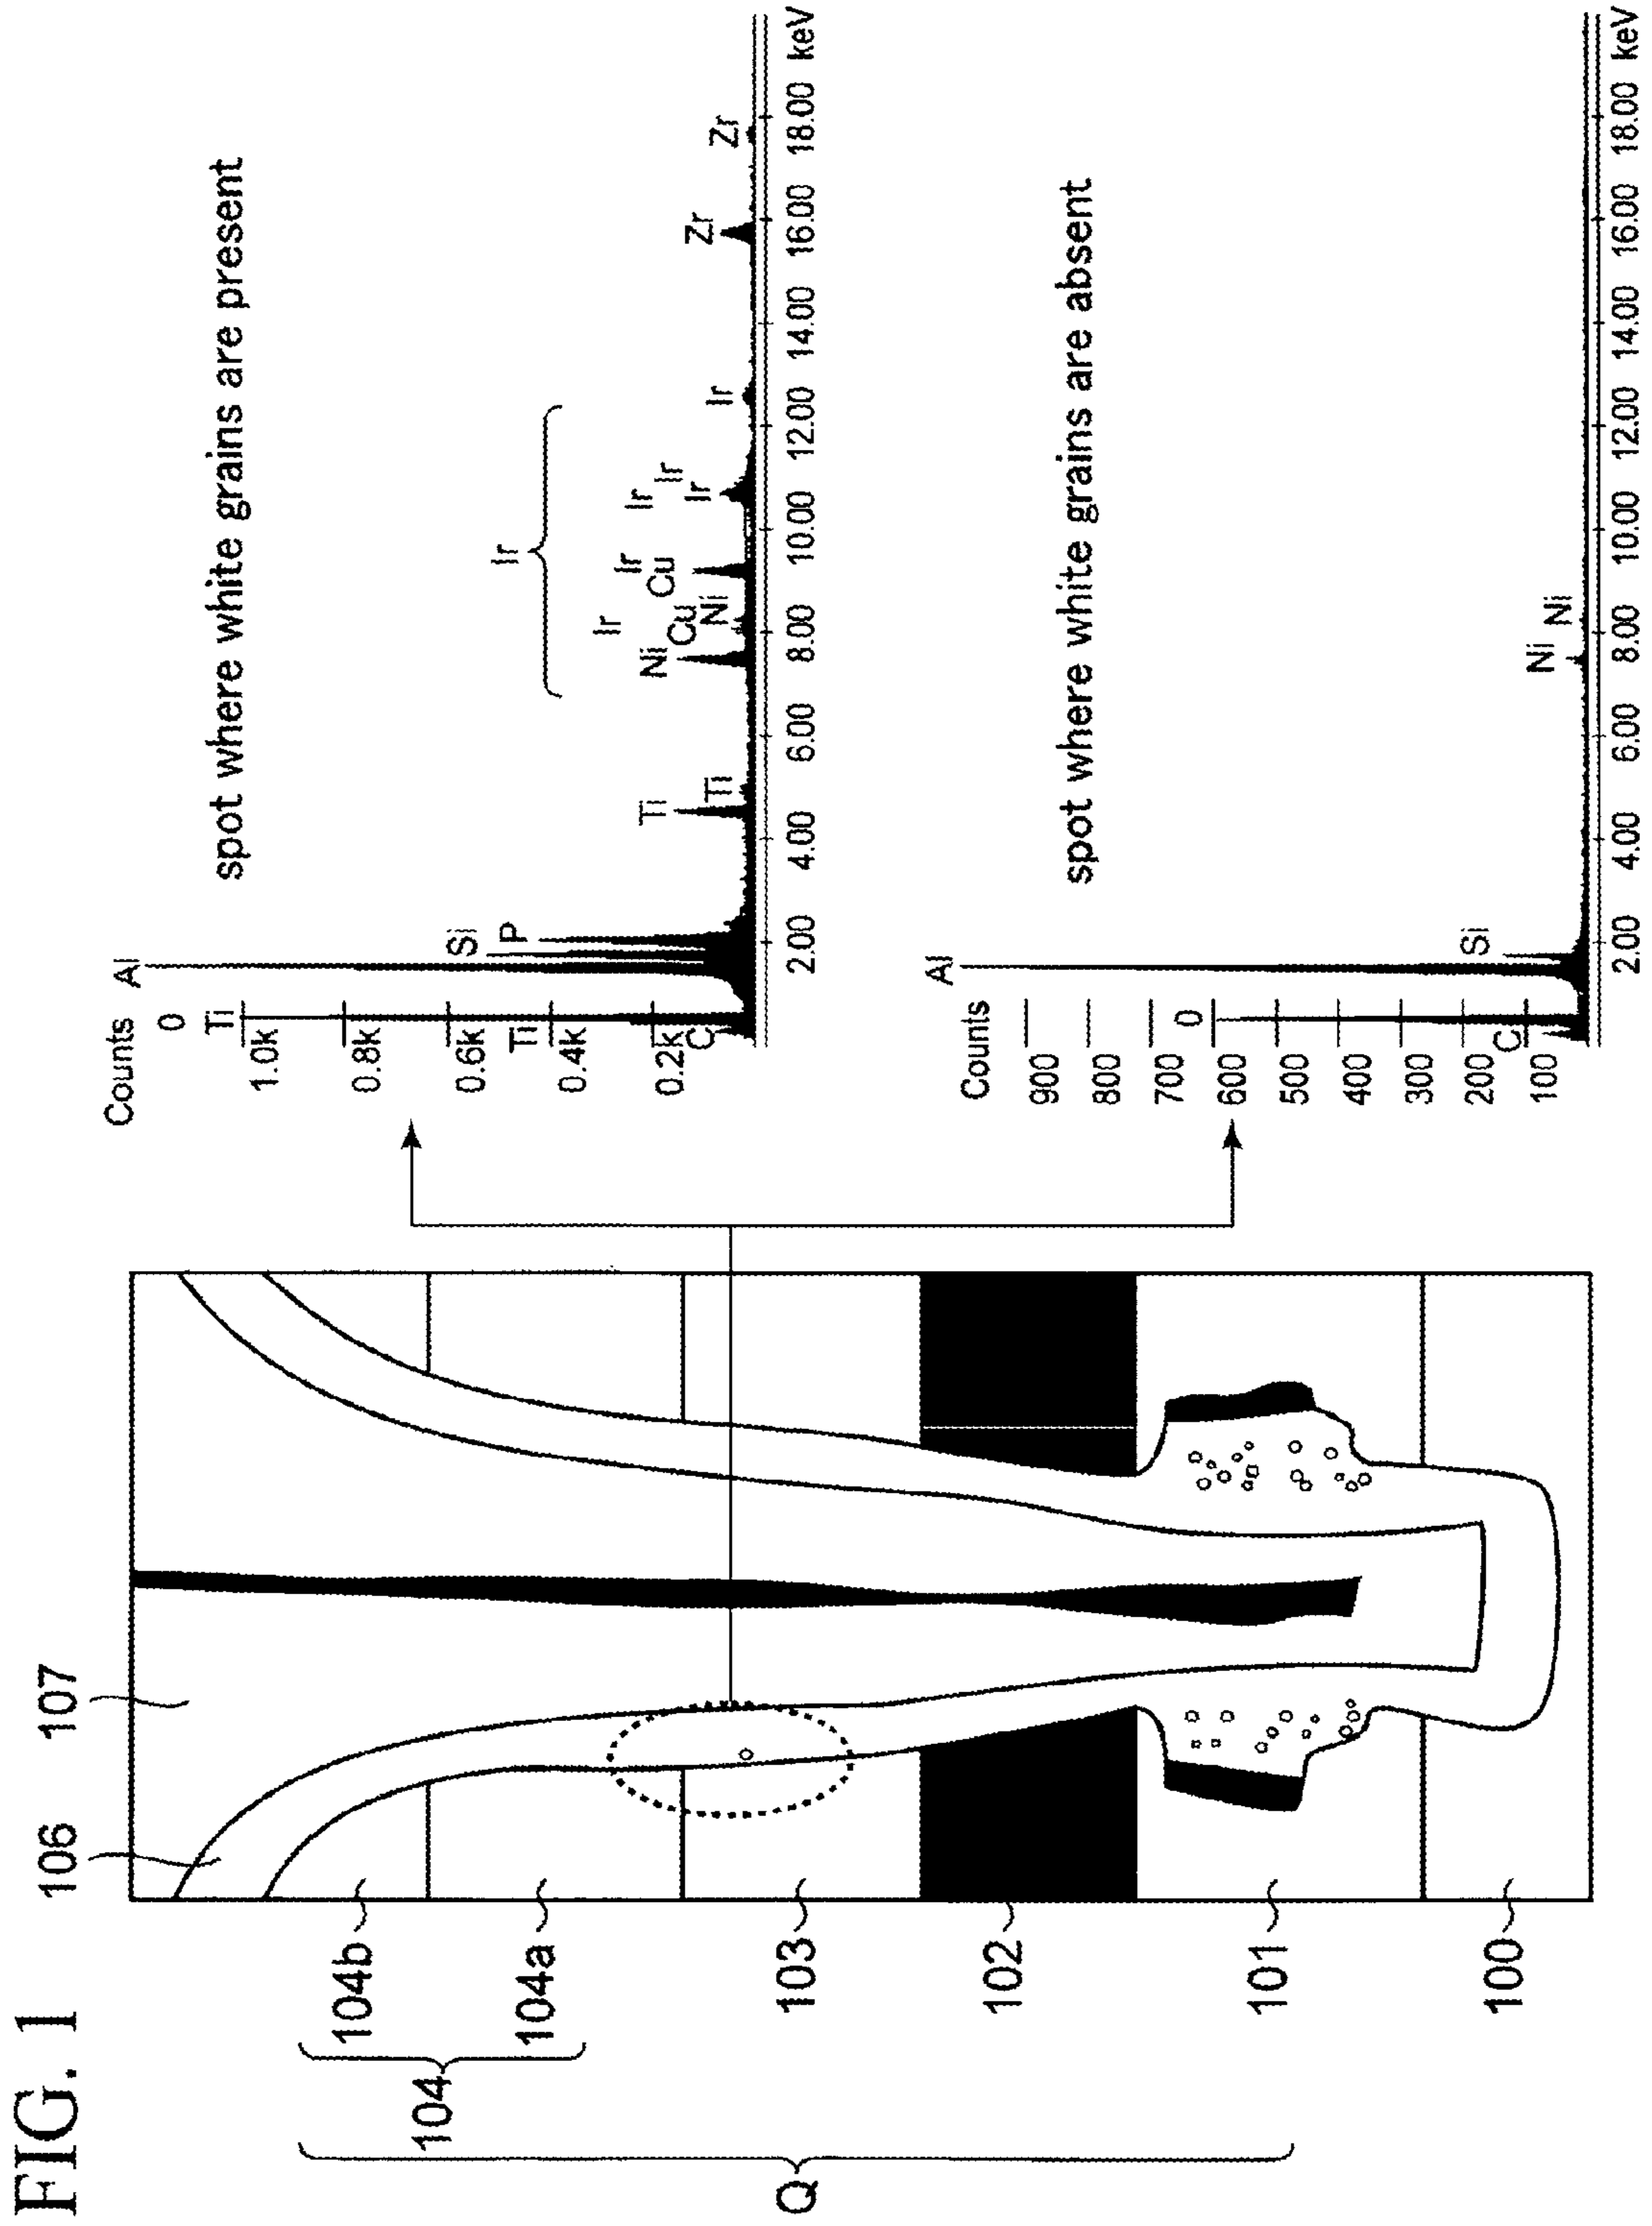 FIG. 1
Q
104
104b
104a
103
102
101
100
106
107
spot where white grains are present
Counts
1.0k
0.8k
0.6k
0.4k
0.2k
O
Ti
Ti
C
Al
Si
P
Ti
Ti
Ir
Ni
Ir
Cu
Ni
Ir
Cu
Ir
Ir
Ir
Ir
Zr
Zr
2.00 4.00 6.00 8.00 10.00 12.00 14.00 16.00 18.00 keV
spot where white grains are absent
Counts
900
800
700
600
500
400
300
200
100
O
C
Al
Si
Ni
Ni
2.00 4.00 6.00 8.00 10.00 12.00 14.00 16.00 18.00 keV